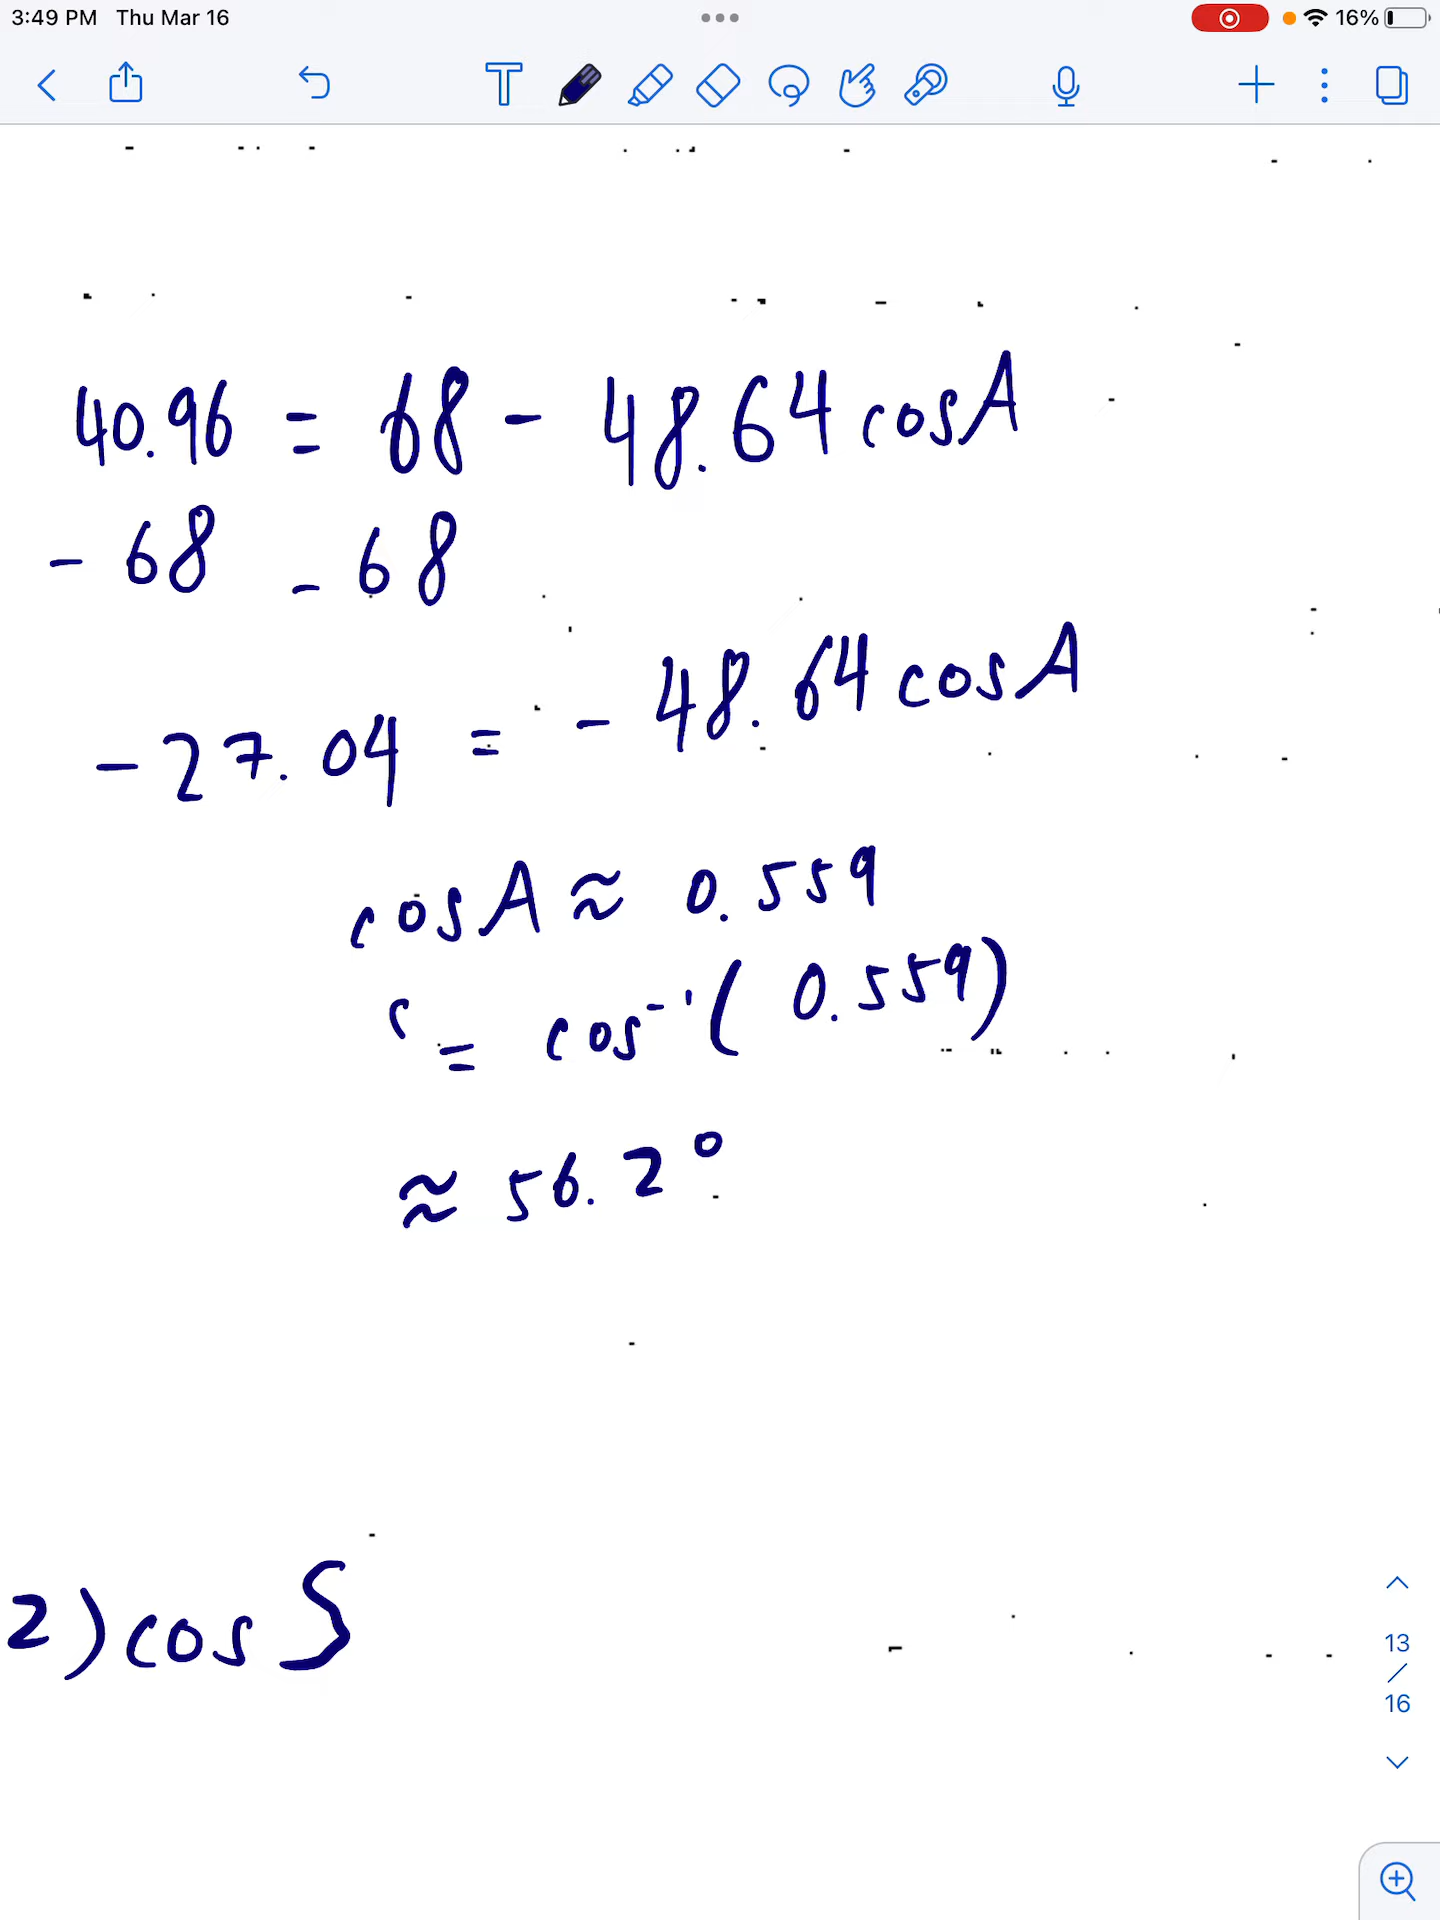 3:49 PM Thu Mar 16
16%
T
40.96 = 68 - 48.64 cosA
- 68 - 68
-27.04 = - 48.64 cosA
cosA ≈ 0.559
= cos⁻¹( 0.559)
≈ 56.2°
2) cos S
13
/
16